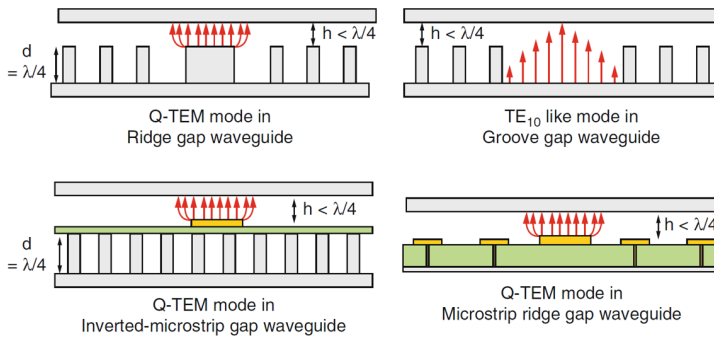 h < λ/4
d
= λ/4
Q-TEM mode in
Ridge gap waveguide
h < λ/4
TE₁₀ like mode in
Groove gap waveguide
h < λ/4
d
= λ/4
Q-TEM mode in
Inverted-microstrip gap waveguide
h < λ/4
Q-TEM mode in
Microstrip ridge gap waveguide